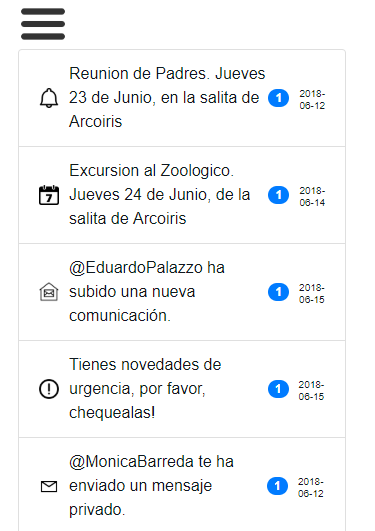 Reunion de Padres. Jueves
23 de Junio, en la salita de
Arcoiris
1
2018-
06-12
7
Excursion al Zoologico.
Jueves 24 de Junio, de la
salita de Arcoiris
1
2018-
06-14
@EduardoPalazzo ha
subido una nueva
comunicación.
1
2018-
06-15
Tienes novedades de
urgencia, por favor,
chequealas!
1
2018-
06-15
@MonicaBarreda te ha
enviado un mensaje
privado.
1
2018-
06-12